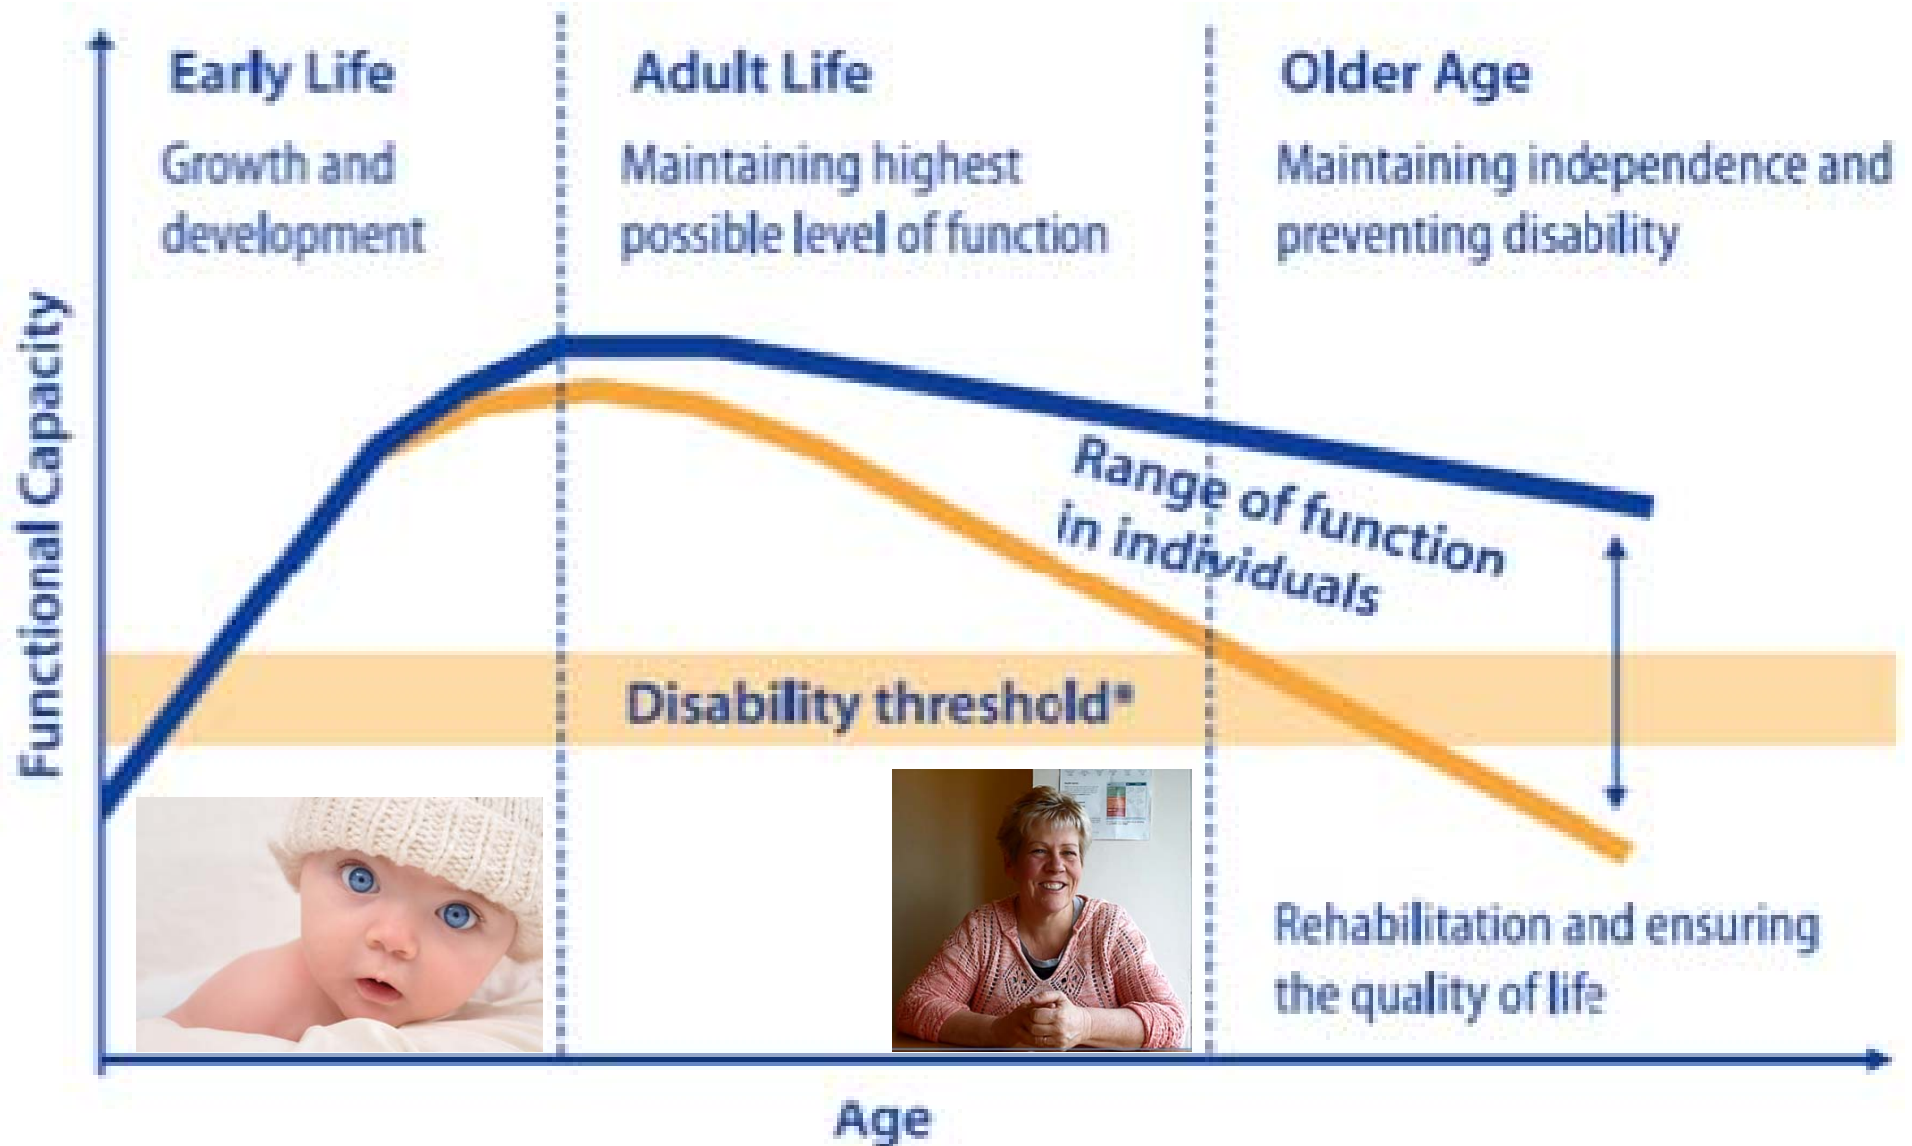 Early Life
Growth and
development
Adult Life
Maintaining highest
possible level of function
Older Age
Maintaining independence and
preventing disability
Functional Capacity
Range of function
in individuals
Disability threshold*
Rehabilitation and ensuring
the quality of life
Age